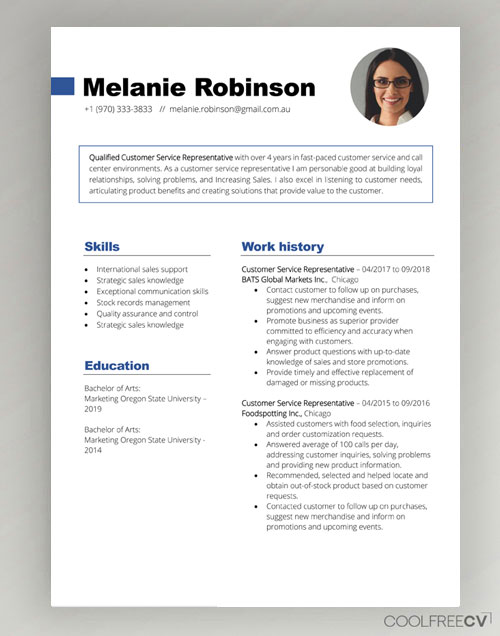 Melanie Robinson
+1 (970) 333-3833 // melanie.robinson@gmail.com.au
Qualified Customer Service Representative with over 4 years in fast-paced customer service and call
center environments. As a customer service representative I am personable good at building loyal
relationships, solving problems, and Increasing Sales. I also excel in listening to customer needs,
articulating product benefits and creating solutions that provide value to the customer.
Skills
• International sales support
• Strategic sales knowledge
• Exceptional communication skills
• Stock records management
• Quality assurance and control
• Strategic sales knowledge
Education
Bachelor of Arts:
Marketing Oregon State University –
2019
Bachelor of Arts:
Marketing Oregon State University -
2014
Work history
Customer Service Representative – 04/2017 to 09/2018
BATS Global Markets Inc., Chicago
• Contact customer to follow up on purchases,
suggest new merchandise and inform on
promotions and upcoming events.
• Promote business as superior provider
committed to efficiency and accuracy when
engaging with customers.
• Answer product questions with up-to-date
knowledge of sales and store promotions.
• Provide timely and effective replacement of
damaged or missing products.
Customer Service Representative – 04/2015 to 09/2016
Foodspotting Inc., Chicago
• Assisted customers with food selection, inquiries
and order customization requests.
• Answered average of 100 calls per day,
addressing customer inquiries, solving problems
and providing new product information.
• Recommended, selected and helped locate and
obtain out-of-stock product based on customer
requests.
• Contacted customer to follow up on purchases,
suggest new merchandise and inform on
promotions and upcoming events.
COOLFREECV